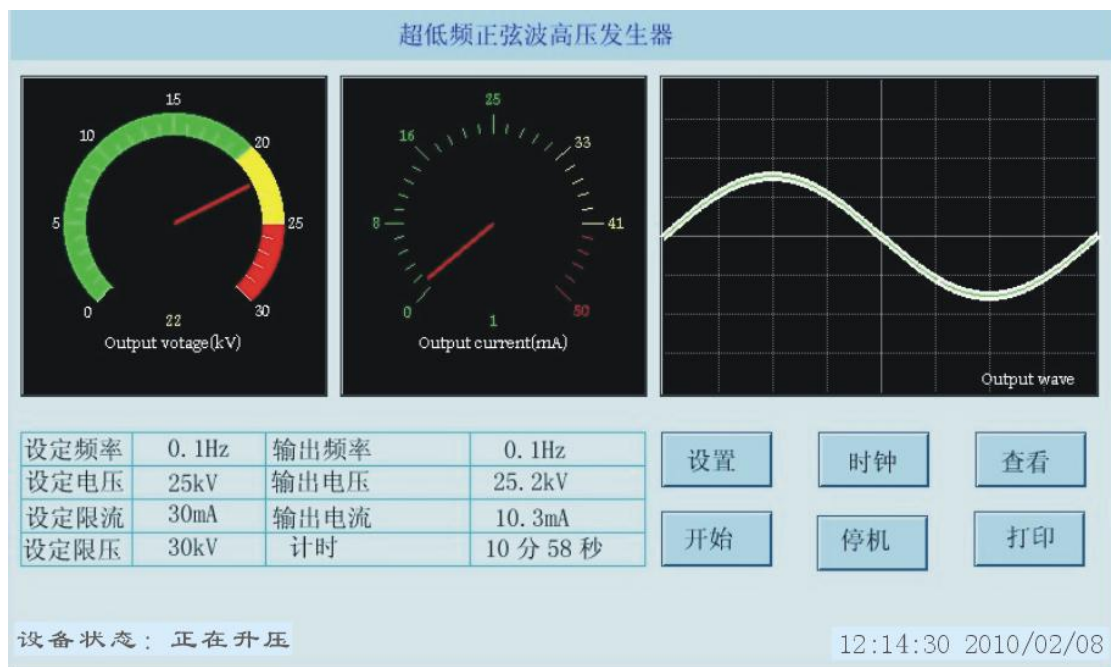 超低频正弦波高压发生器
15
10
20
5
25
0
30
22
Output votage(kV)
25
16
33
8
41
0
50
1
Output current(mA)
Output wave
设定频率 0.1Hz 输出频率 0.1Hz
设定电压 25kV 输出电压 25.2kV
设定限流 30mA 输出电流 10.3mA
设定限压 30kV 计时 10分58秒
设置 时钟 查看
开始 停机 打印
设备状态: 正在升压
12:14:30 2010/02/08